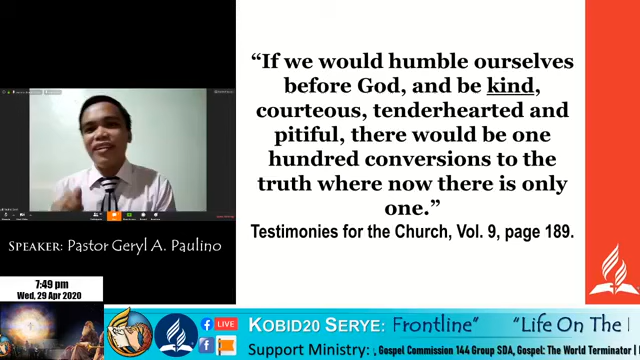 “If we would humble ourselves
before God, and be kind,
courteous, tenderhearted and
pitiful, there would be one
hundred conversions to the
truth where now there is only
one.”
Testimonies for the Church, Vol. 9, page 189.
SPEAKER: Pastor Geryl A. Paulino
7:49 pm
Wed, 29 Apr 2020
LIVE
KOBID20 SERYE: Frontline” “Life On The
Support Ministry: , Gospel Commission 144 Group SDA, Gospel: The World Terminator